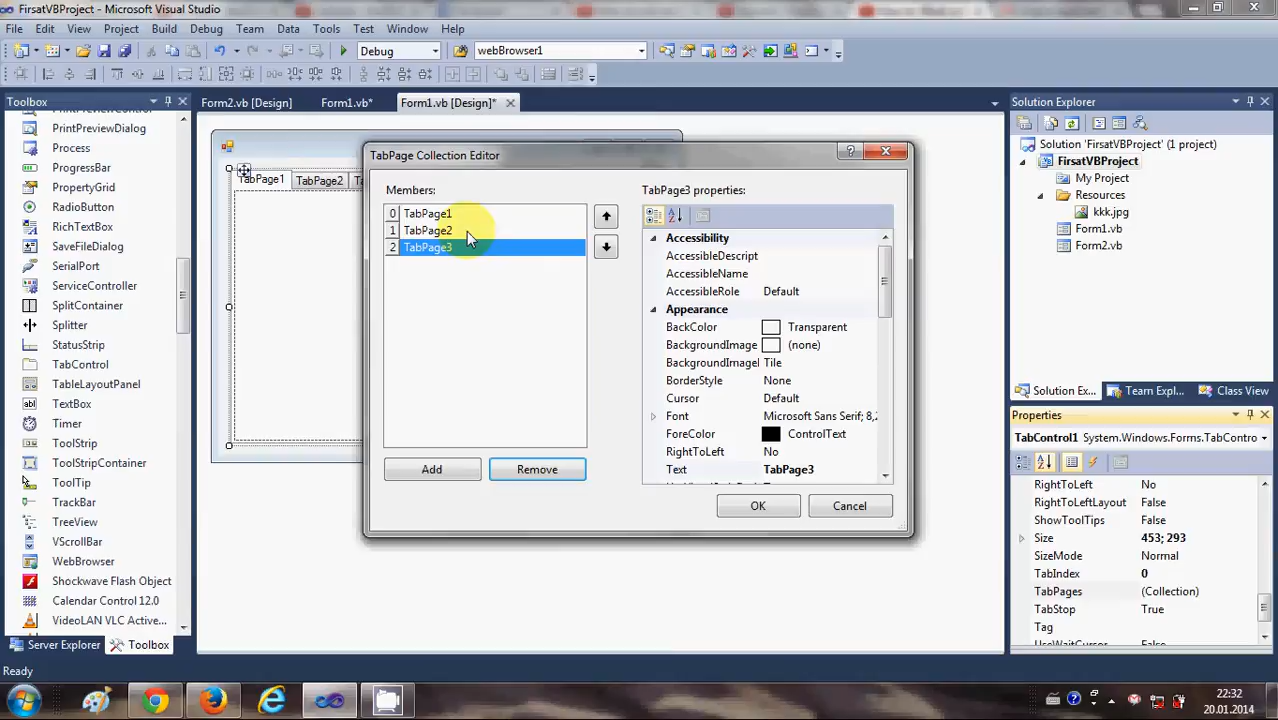 FirsatVBProject - Microsoft Visual Studio
File Edit View Project Build Debug Team Data Tools Test Window Help
Debug webBrowser1
Toolbox
Form2.vb [Design] Form1.vb* Form1.vb [Design]*
Solution Explorer
PrintPreviewDialog
Process
ProgressBar
PropertyGrid
RadioButton
RichTextBox
SaveFileDialog
SerialPort
ServiceController
SplitContainer
Splitter
StatusStrip
TabControl
TableLayoutPanel
TextBox
Timer
ToolStrip
ToolStripContainer
ToolTip
TrackBar
TreeView
VScrollBar
WebBrowser
Shockwave Flash Object
Calendar Control 12.0
VideoLAN VLC Active...
Server Explorer Toolbox
TabPage1 TabPage2
TabPage Collection Editor
Members:
0 TabPage1
1 TabPage2
2 TabPage3
Add Remove
TabPage3 properties:
Accessibility
AccessibleDescript
AccessibleName
AccessibleRole Default
Appearance
BackColor Transparent
BackgroundImage (none)
BackgroundImageI Tile
BorderStyle None
Cursor Default
Font Microsoft Sans Serif; 8,
ForeColor ControlText
RightToLeft No
Text TabPage3
OK Cancel
Solution 'FirsatVBProject' (1 project)
FirsatVBProject
My Project
Resources
kkk.jpg
Form1.vb
Form2.vb
Solution Ex... Team Expl... Class View
Properties
TabControl1 System.Windows.Forms.TabContro
RightToLeft No
RightToLeftLayout False
ShowToolTips False
Size 453; 293
SizeMode Normal
TabIndex 0
TabPages (Collection)
TabStop True
Tag
UseWaitCursor False
Ready
22:32
20.01.2014